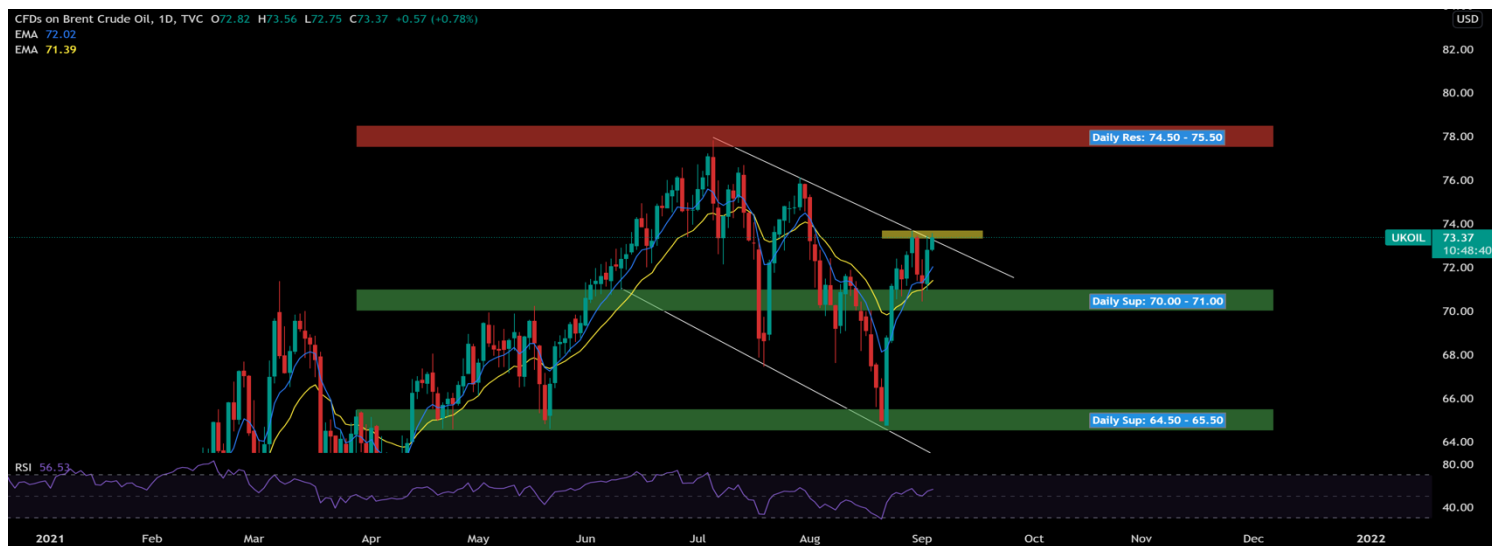 CFDs on Brent Crude Oil, 1D, TVC O72.82 H73.56 L72.75 C73.37 +0.57 (+0.78%)
USD
EMA 72.02
EMA 71.39
82.00
80.00
78.00
Daily Res: 74.50 - 75.50
76.00
74.00
UKOIL 73.37
10:48:40
72.00
Daily Sup: 70.00 - 71.00
70.00
68.00
66.00
Daily Sup: 64.50 - 65.50
64.00
RSI 56.53
80.00
40.00
2021 Feb Mar Apr May Jun Jul Aug Sep Oct Nov Dec 2022